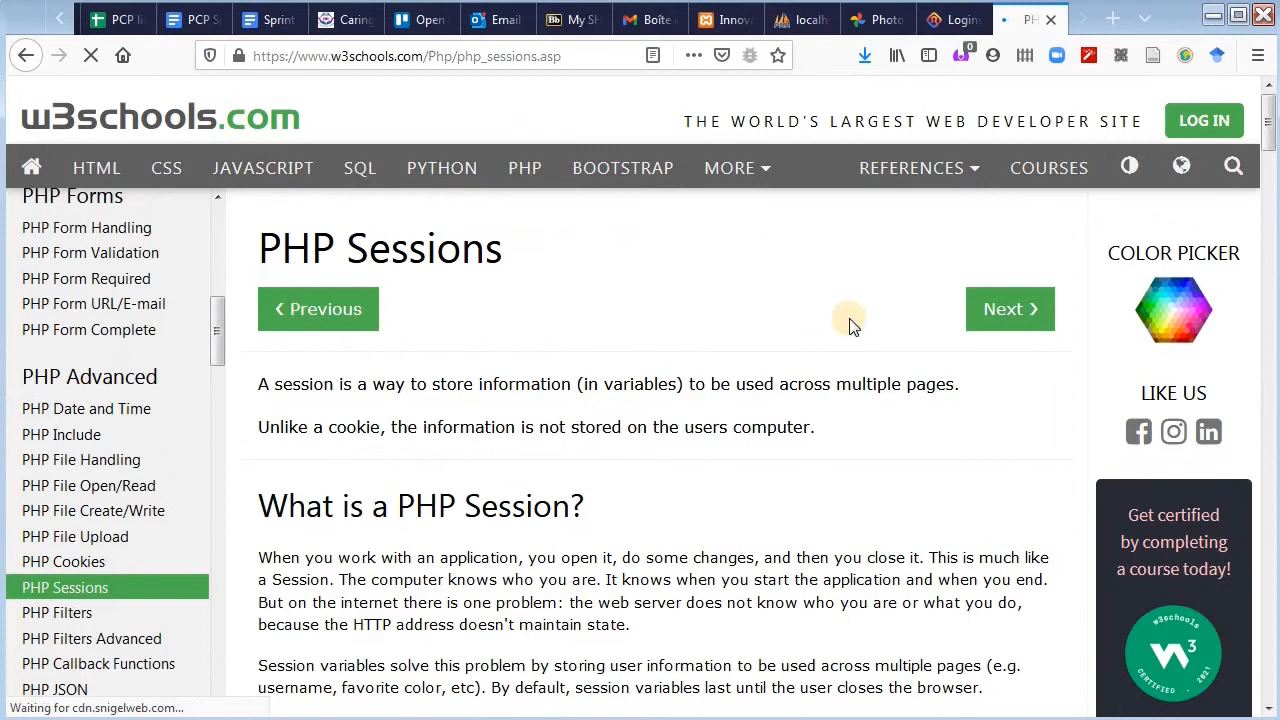 PCP li
PCP S
Sprint
Caring
Open
Email
My SH
Boîte
Innova
localh
Photo
Login
PH
https://www.w3schools.com/Php/php_sessions.asp
0
w3schools.com
THE WORLD'S LARGEST WEB DEVELOPER SITE
LOG IN
HTML
CSS
JAVASCRIPT
SQL
PYTHON
PHP
BOOTSTRAP
MORE
REFERENCES
COURSES
PHP Forms
PHP Form Handling
PHP Form Validation
PHP Form Required
PHP Form URL/E-mail
PHP Form Complete
PHP Advanced
PHP Date and Time
PHP Include
PHP File Handling
PHP File Open/Read
PHP File Create/Write
PHP File Upload
PHP Cookies
PHP Sessions
PHP Filters
PHP Filters Advanced
PHP Callback Functions
PHP JSON
PHP Sessions
❮ Previous
Next ❯
A session is a way to store information (in variables) to be used across multiple pages.
Unlike a cookie, the information is not stored on the users computer.
What is a PHP Session?
When you work with an application, you open it, do some changes, and then you close it. This is much like
a Session. The computer knows who you are. It knows when you start the application and when you end.
But on the internet there is one problem: the web server does not know who you are or what you do,
because the HTTP address doesn't maintain state.
Session variables solve this problem by storing user information to be used across multiple pages (e.g.
username, favorite color, etc). By default, session variables last until the user closes the browser.
COLOR PICKER
LIKE US
Get certified
by completing
a course today!
w3schools
W3
CERTIFIED . 2021
Waiting for cdn.snigelweb.com...